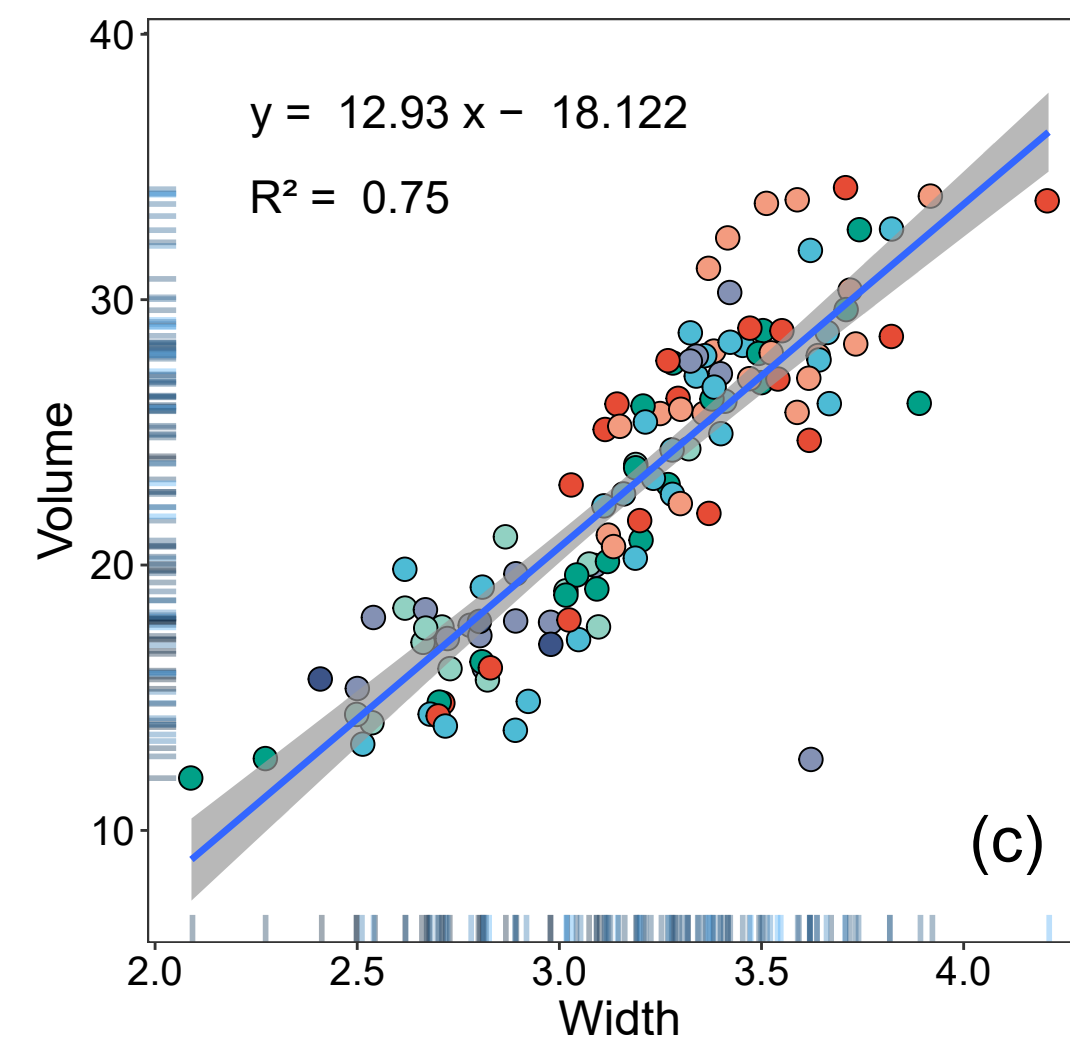 40
y = 12.93 x − 18.122
R² = 0.75
30
Volume
20
10
(c)
2.0 2.5 3.0 3.5 4.0
Width